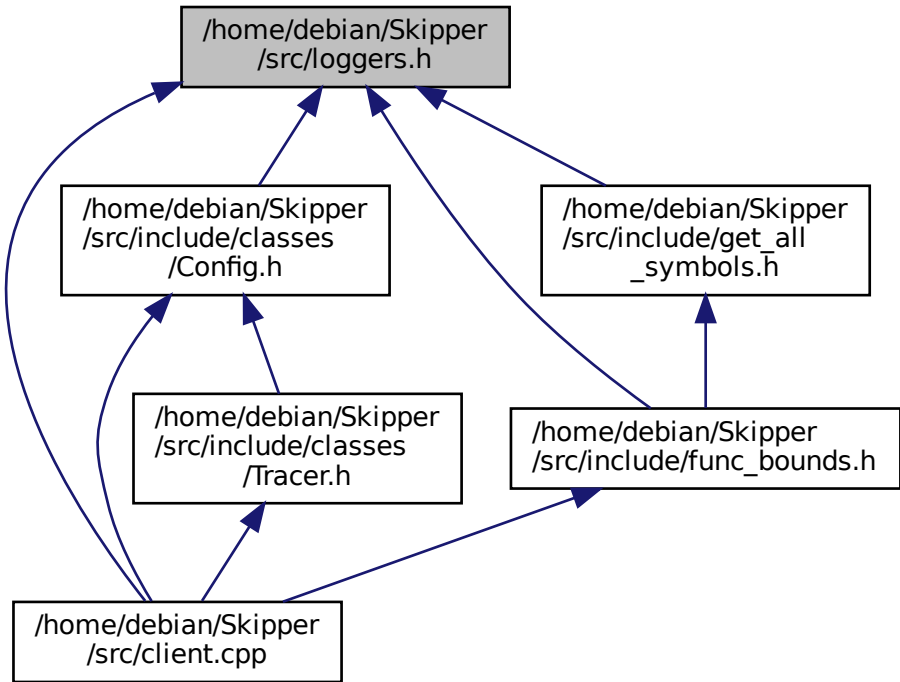 /home/debian/Skipper
/src/loggers.h
/home/debian/Skipper
/src/include/classes
/Config.h
/home/debian/Skipper
/src/include/get_all
_symbols.h
/home/debian/Skipper
/src/include/classes
/Tracer.h
/home/debian/Skipper
/src/include/func_bounds.h
/home/debian/Skipper
/src/client.cpp